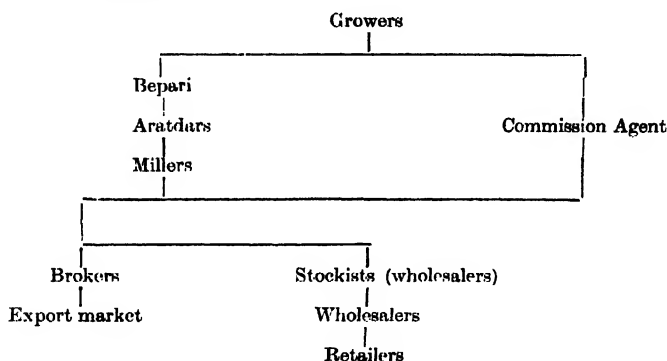 Growers
Bepari
Aratdars
Commission Agent
Millers
Brokers
Stockists (wholesalers)
Export market
Wholesalers
Retailers